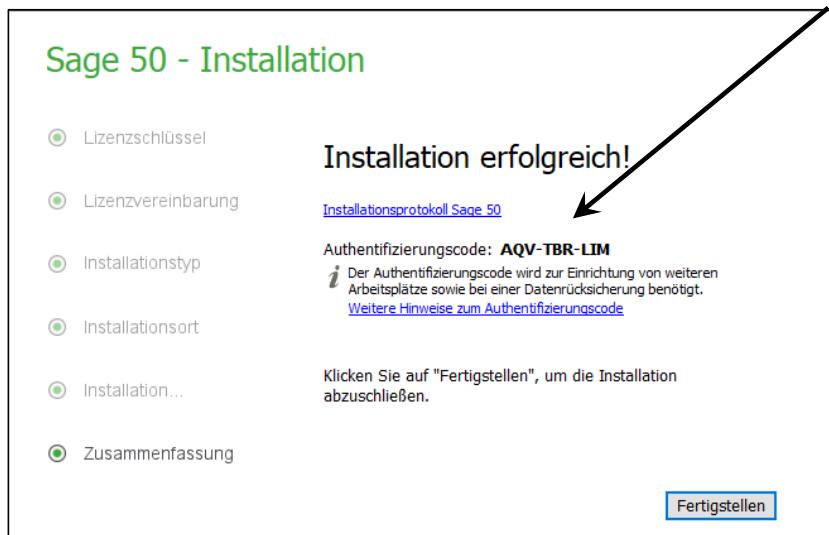 Sage 50 - Installation
Lizenzschlüssel
Lizenzvereinbarung
Installationstyp
Installationsort
Installation...
Zusammenfassung
Installation erfolgreich!
Installationsprotokoll Sage 50
Authentifizierungscode: AQV-TBR-LIM
i Der Authentifizierungscode wird zur Einrichtung von weiteren
Arbeitsplätze sowie bei einer Datenrücksicherung benötigt.
Weitere Hinweise zum Authentifizierungscode
Klicken Sie auf "Fertigstellen", um die Installation
abzuschließen.
Fertigstellen